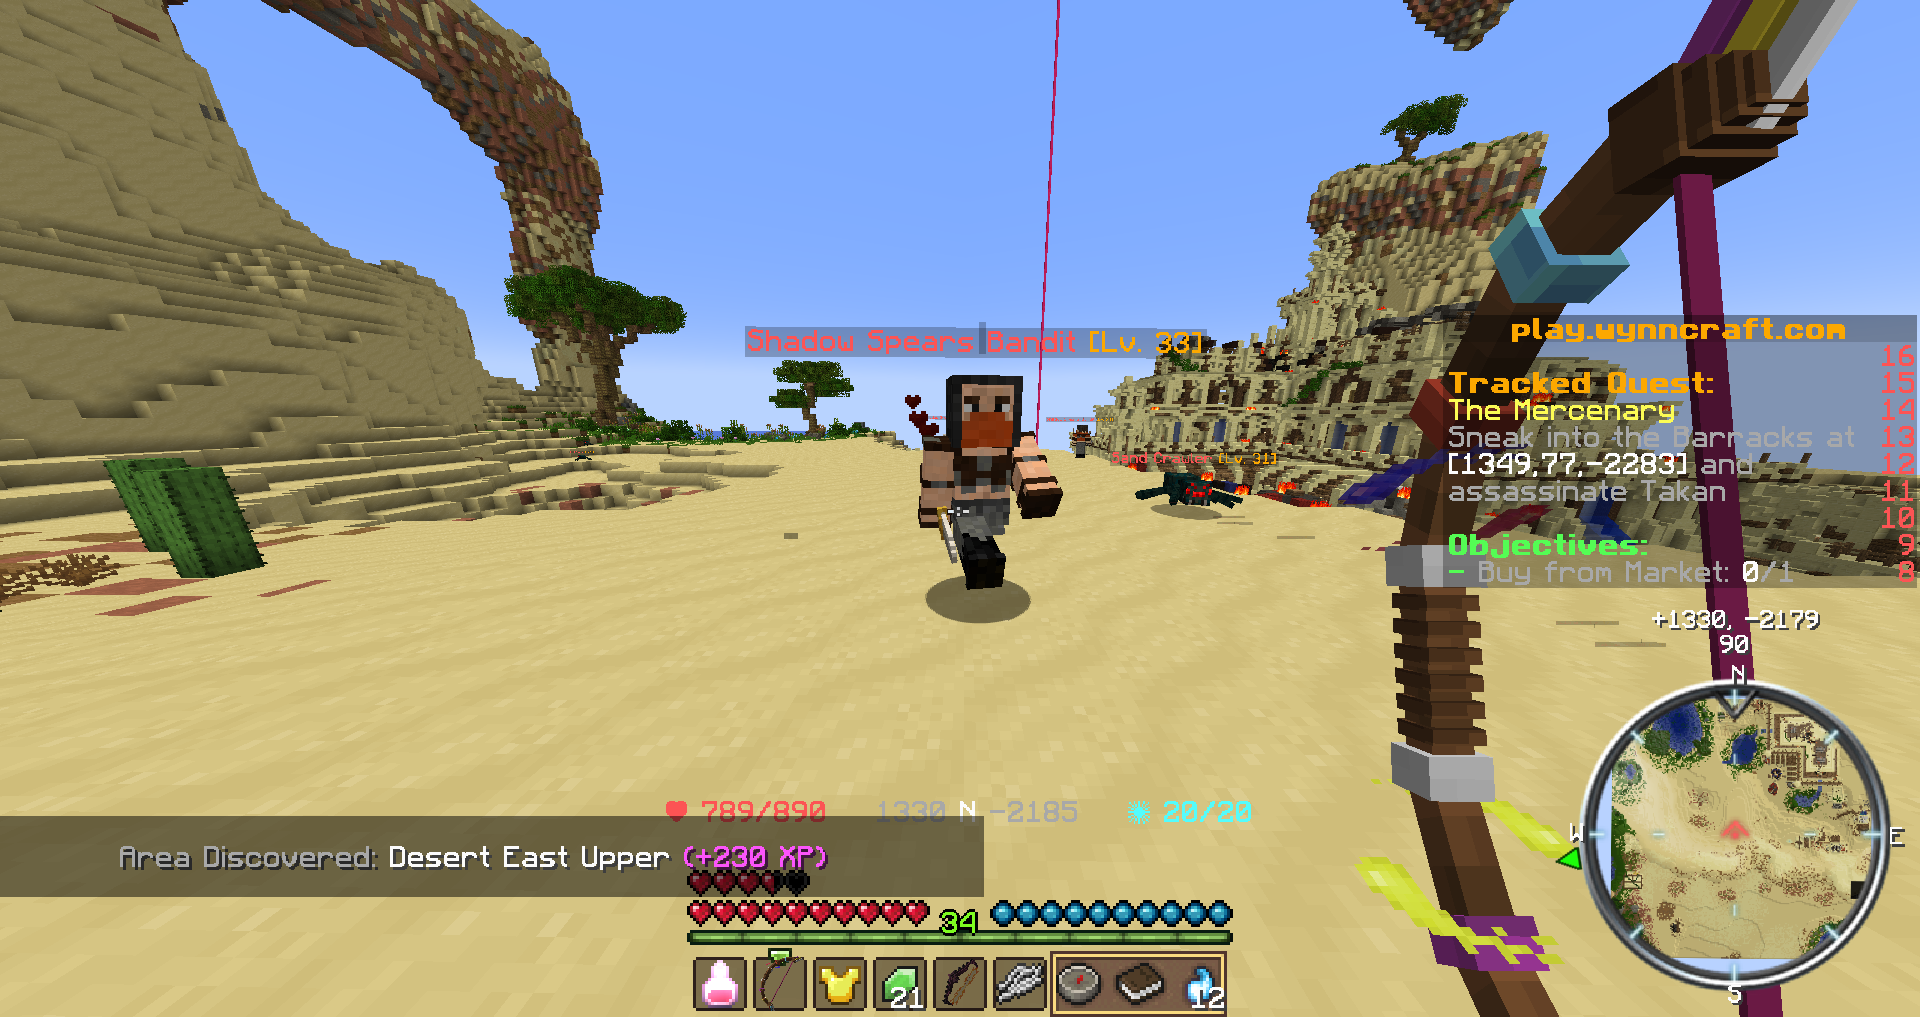 Shadow Spears Bandit [Lv. 33]
Sand Crawler [Lv. 31]
play.wynncraft.com
16
Tracked Quest: 15
The Mercenary 14
Sneak into the Barracks at 13
[1349,77,-2283] and 12
assassinate Takan 11
10
Objectives: 9
- Buy from Market: 0/1 8
+1330, -2179
90
N
W
E
S
789/890 1330 N -2185 20/20
Area Discovered: Desert East Upper (+230 XP)
34
21
12